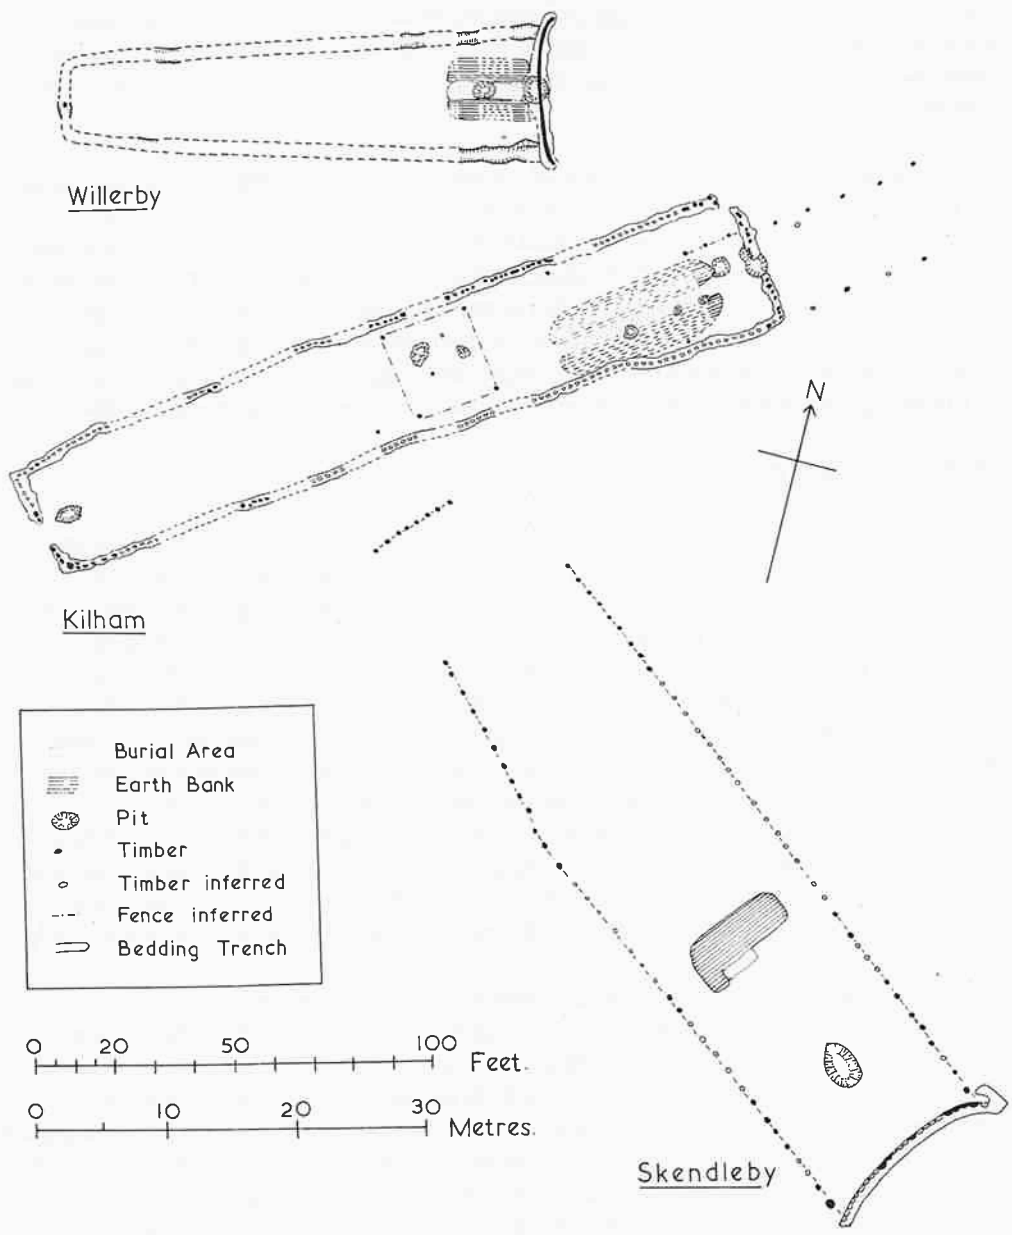 Willerby
N
Kilham
Burial Area
Earth Bank
Pit
Timber
Timber inferred
Fence inferred
Bedding Trench
0 20 50 100 Feet.
0 10 20 30 Metres.
Skendleby